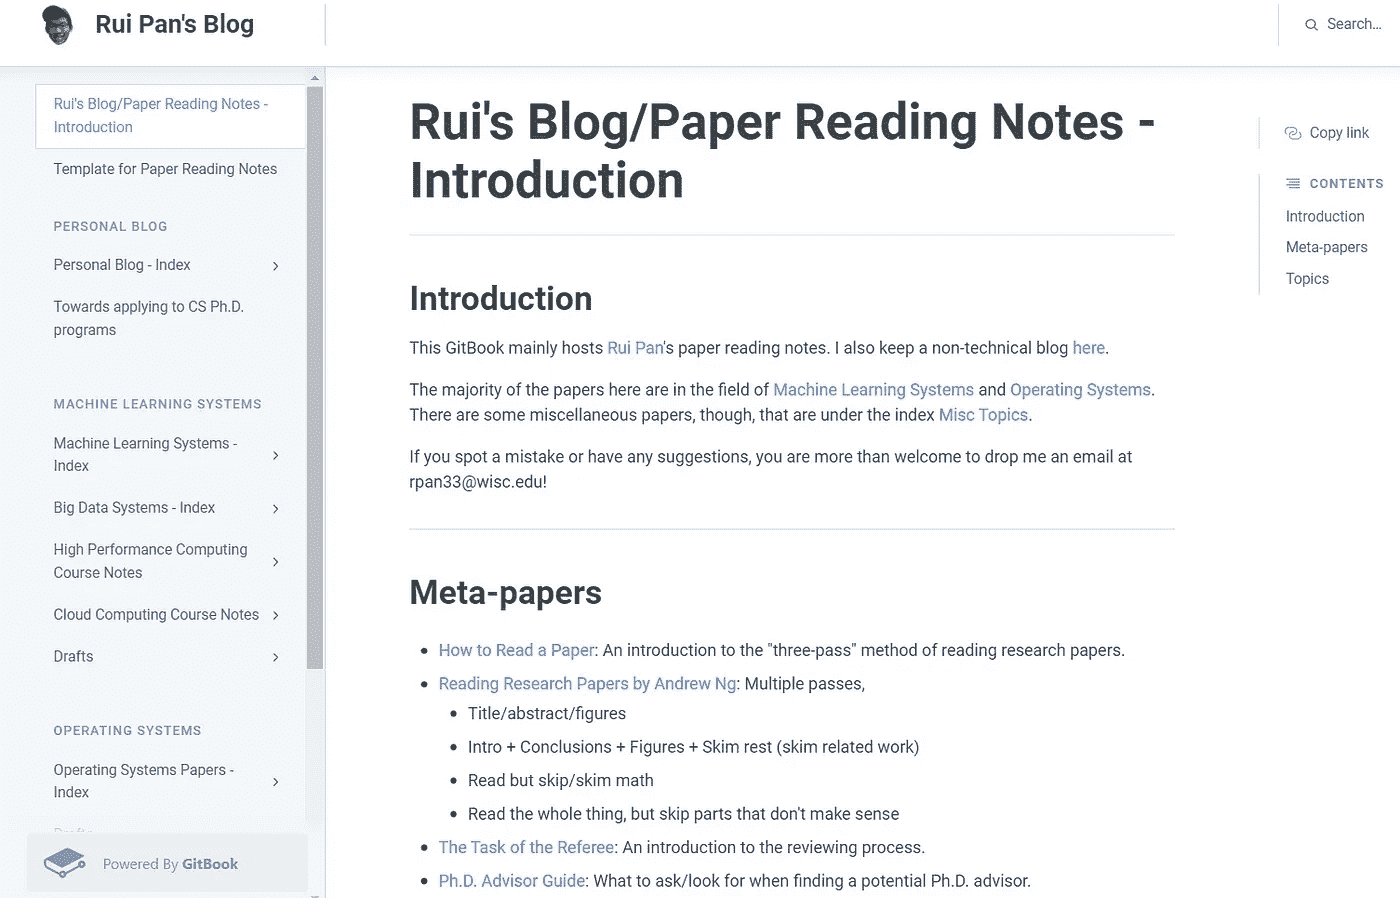 Rui Pan's Blog
Search...
Rui's Blog/Paper Reading Notes -
Introduction
Template for Paper Reading Notes
PERSONAL BLOG
Personal Blog - Index
Towards applying to CS Ph.D.
programs
MACHINE LEARNING SYSTEMS
Machine Learning Systems -
Index
Big Data Systems - Index
High Performance Computing
Course Notes
Cloud Computing Course Notes
Drafts
OPERATING SYSTEMS
Operating Systems Papers -
Index
Drafts
Powered By GitBook
Rui's Blog/Paper Reading Notes -
Introduction
Introduction
This GitBook mainly hosts Rui Pan's paper reading notes. I also keep a non-technical blog here.
The majority of the papers here are in the field of Machine Learning Systems and Operating Systems.
There are some miscellaneous papers, though, that are under the index Misc Topics.
If you spot a mistake or have any suggestions, you are more than welcome to drop me an email at
rpan33@wisc.edu!
Meta-papers
How to Read a Paper: An introduction to the "three-pass" method of reading research papers.
Reading Research Papers by Andrew Ng: Multiple passes,
Title/abstract/figures
Intro + Conclusions + Figures + Skim rest (skim related work)
Read but skip/skim math
Read the whole thing, but skip parts that don't make sense
The Task of the Referee: An introduction to the reviewing process.
Ph.D. Advisor Guide: What to ask/look for when finding a potential Ph.D. advisor.
Copy link
CONTENTS
Introduction
Meta-papers
Topics